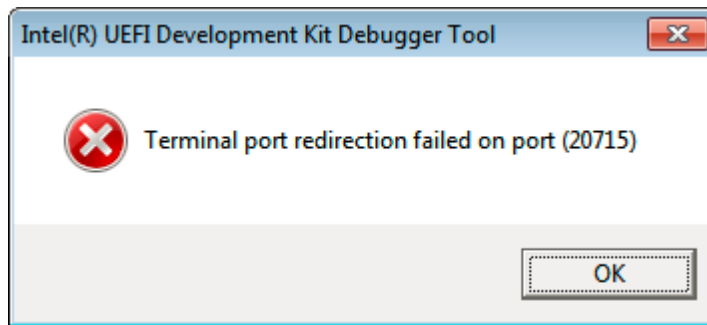 Intel(R) UEFI Development Kit Debugger Tool
Terminal port redirection failed on port (20715)
OK